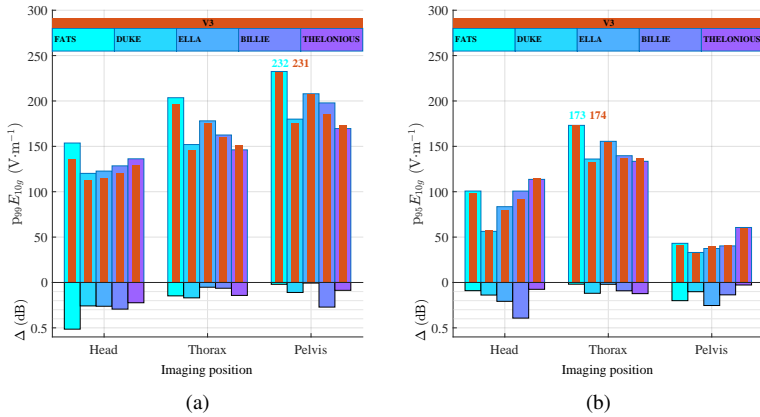 V3
FATS DUKE ELLA BILLIE THELONIOUS
300
250
200
150
100
50
0
0.5
p99E10g (V·m−1)
Δ (dB)
232 231
Head Thorax Pelvis
Imaging position
(a)
V3
FATS DUKE ELLA BILLIE THELONIOUS
300
250
200
150
100
50
0
0.5
p95E10g (V·m−1)
Δ (dB)
173 174
Head Thorax Pelvis
Imaging position
(b)